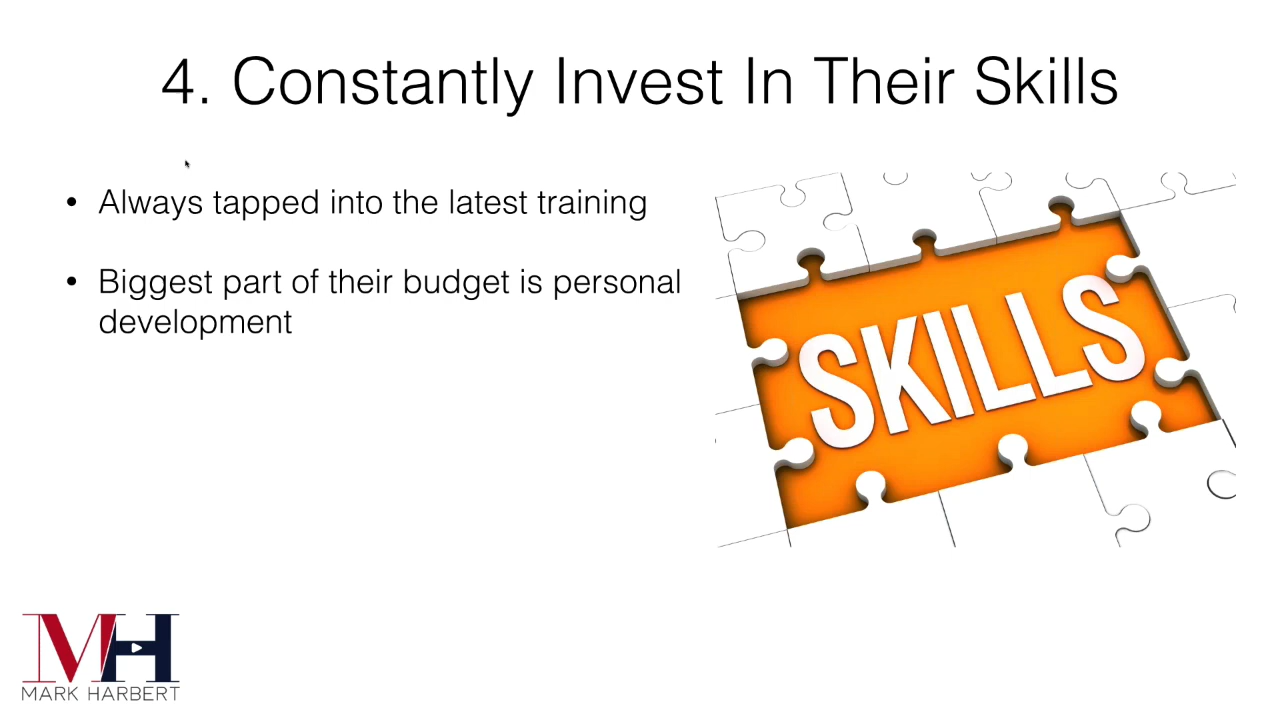 4. Constantly Invest In Their Skills
• Always tapped into the latest training
• Biggest part of their budget is personal
development
SKILLS
MH
MARK HARBERT